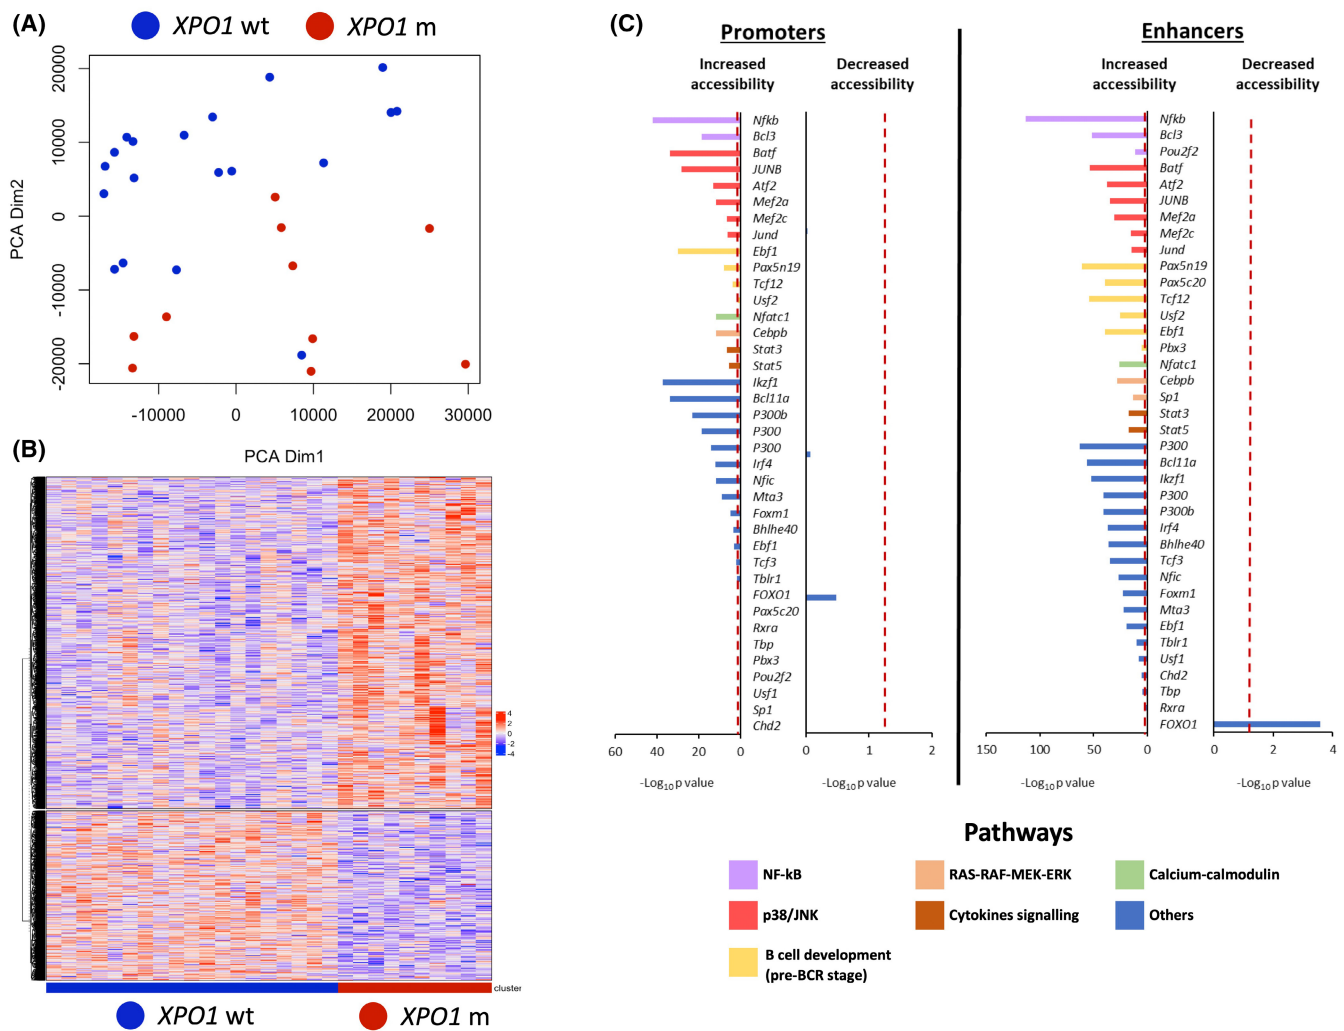 (A)
XPO1 wt
XPO1 m
PCA Dim2
20000
10000
0
-10000
-20000
-10000
0
10000
20000
30000
PCA Dim1
(B)
4
2
0
-2
-4
cluster
XPO1 wt
XPO1 m
(C)
Promoters
Increased accessibility
Decreased accessibility
Nfkb
Bcl3
Batf
JUNB
Atf2
Mef2a
Mef2c
Jund
Ebf1
Pax5n19
Tcf12
Usf2
Nfatc1
Cebpb
Stat3
Stat5
Ikzf1
Bcl11a
P300b
P300
P300
Irf4
Nfic
Mta3
Foxm1
Bhlhe40
Ebf1
Tcf3
Tblr1
FOXO1
Pax5c20
Rxra
Tbp
Pbx3
Pou2f2
Usf1
Sp1
Chd2
60
40
20
0
0
1
2
-Log10 p value
-Log10 p value
Enhancers
Increased accessibility
Decreased accessibility
Nfkb
Bcl3
Pou2f2
Batf
Atf2
JUNB
Mef2a
Mef2c
Jund
Pax5n19
Pax5c20
Tcf12
Usf2
Ebf1
Pbx3
Nfatc1
Cebpb
Sp1
Stat3
Stat5
P300
Bcl11a
Ikzf1
P300
P300b
Irf4
Bhlhe40
Tcf3
Nfic
Foxm1
Mta3
Ebf1
Tblr1
Usf1
Chd2
Tbp
Rxra
FOXO1
150
100
50
0
0
2
4
-Log10 p value
-Log10 p value
Pathways
NF-kB
RAS-RAF-MEK-ERK
Calcium-calmodulin
p38/JNK
Cytokines signalling
Others
B cell development
(pre-BCR stage)